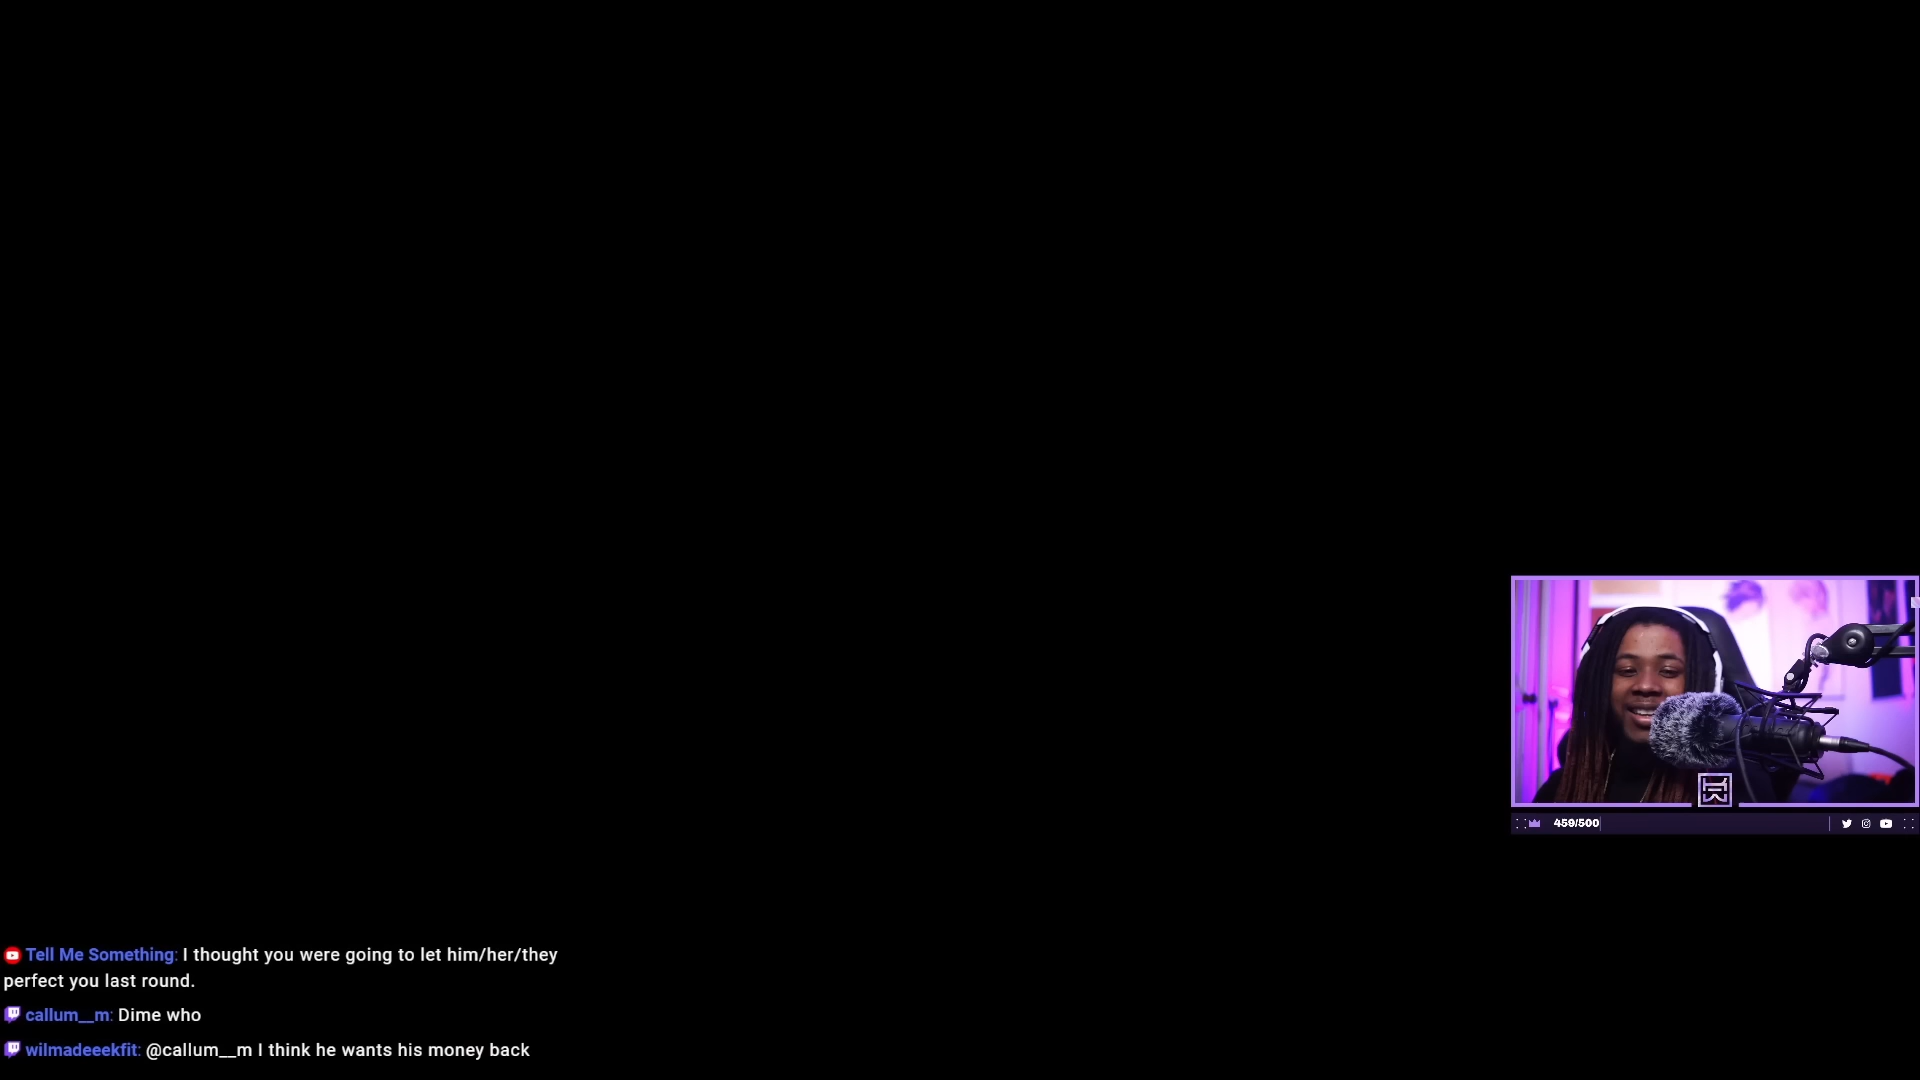 459/500
Tell Me Something: I thought you were going to let him/her/they
perfect you last round.
callum__m: Dime who
wilmadeeekfit: @callum__m I think he wants his money back